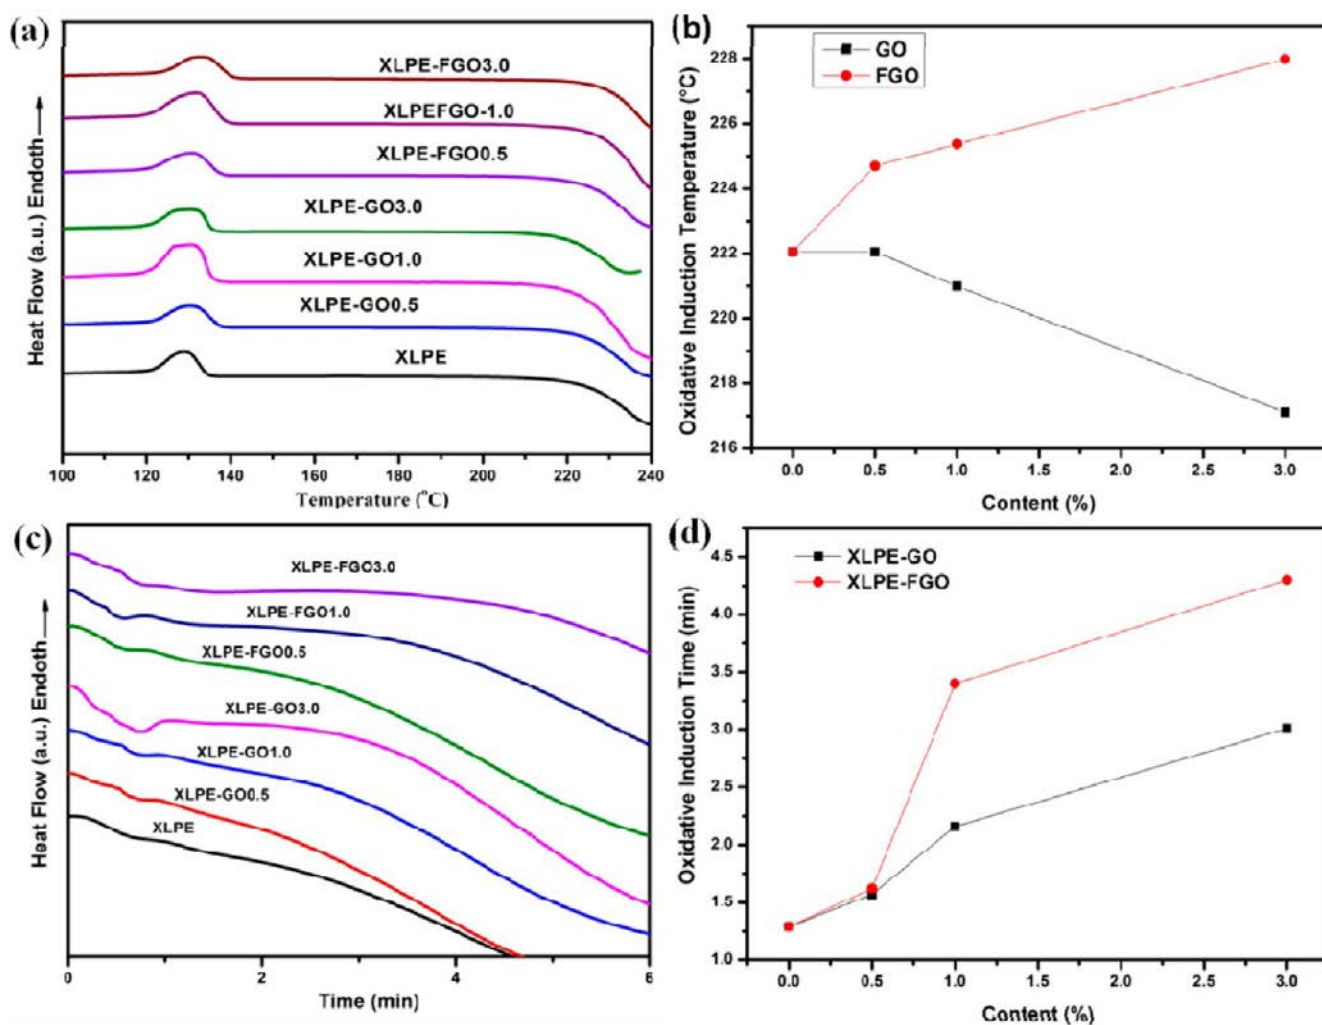 (a)
XLPE-FGO3.0
XLPEFGO-1.0
XLPE-FGO0.5
XLPE-GO3.0
XLPE-GO1.0
XLPE-GO0.5
XLPE
Heat Flow (a.u.) Endoth
100 120 140 160 180 200 220 240
Temperature (°C)
(b)
GO
FGO
Oxidative Induction Temperature (°C)
228
226
224
222
220
218
216
0.0 0.5 1.0 1.5 2.0 2.5 3.0
Content (%)
(c)
XLPE-FGO3.0
XLPE-FGO1.0
XLPE-FGO0.5
XLPE-GO3.0
XLPE-GO1.0
XLPE-GO0.5
XLPE
Heat Flow (a.u.) Endoth
0 2 4 6
Time (min)
(d)
XLPE-GO
XLPE-FGO
Oxidative Induction Time (min)
4.5
4.0
3.5
3.0
2.5
2.0
1.5
1.0
0.0 0.5 1.0 1.5 2.0 2.5 3.0
Content (%)